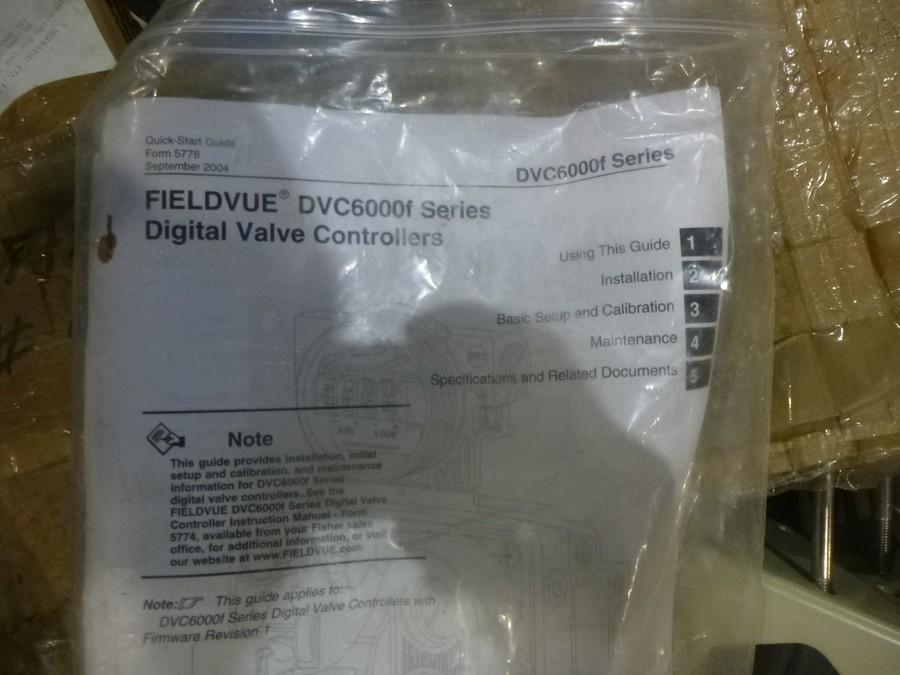 Quick-Start Guide
Form 5778
September 2004
DVC6000f Series
FIELDVUE® DVC6000f Series
Digital Valve Controllers
Using This Guide 1
Installation 2
Basic Setup and Calibration 3
Maintenance 4
Specifications and Related Documents 5
Note
This guide provides installation, initial
setup and calibration, and maintenance
information for DVC6000f Series
digital valve controllers. See the
FIELDVUE DVC6000f Series Digital Valve
Controller Instruction Manual - Form
5774, available from your Fisher sales
office, for additional information, or visit
our website at www.FIELDVUE.com.
Note: This guide applies to:
DVC6000f Series Digital Valve Controllers with
Firmware Revision 1
LOOP